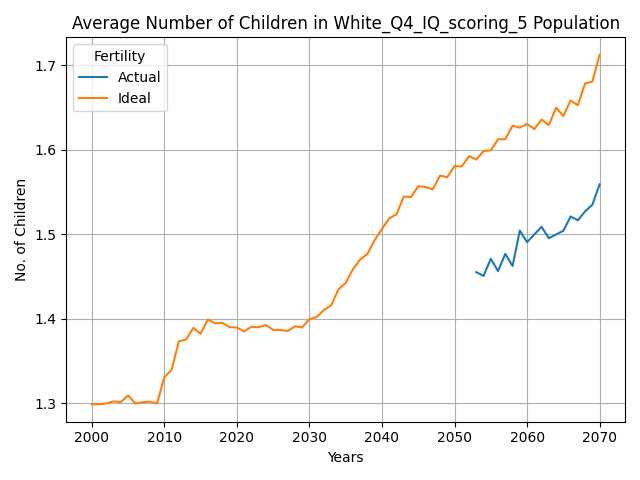 Average Number of Children in White_Q4_IQ_scoring_5 Population
Fertility
Actual
Ideal
No. of Children
1.7
1.6
1.5
1.4
1.3
2000 2010 2020 2030 2040 2050 2060 2070
Years